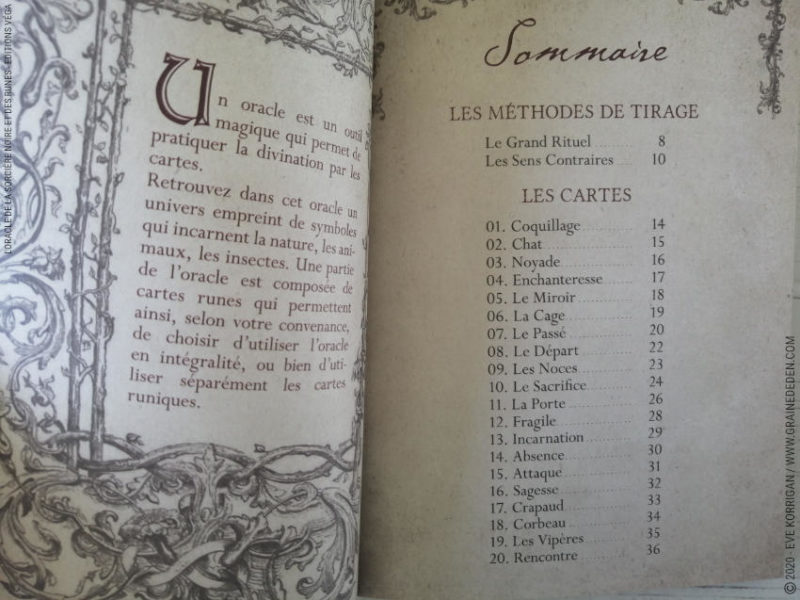 L'ORACLE DE LA SORCIÈRE NOIRE ET DES RUNES - EDITIONS VEGA
Un oracle est un outil
magique qui permet de
pratiquer la divination par les
cartes.
Retrouvez dans cet oracle un
univers empreint de symboles
qui incarnent la nature, les ani-
maux, les insectes. Une partie
de l'oracle est composée de
cartes runes qui permettent
ainsi, selon votre convenance,
de choisir d'utiliser l'oracle
en intégralité, ou bien d'uti-
liser séparément les cartes
runiques.
Sommaire
LES MÉTHODES DE TIRAGE
Le Grand Rituel ........ 8
Les Sens Contraires .... 10
LES CARTES
01. Coquillage ........ 14
02. Chat ........ 15
03. Noyade ........ 16
04. Enchanteresse ........ 17
05. Le Miroir ........ 18
06. La Cage ........ 19
07. Le Passé ........ 20
08. Le Départ ........ 22
09. Les Noces ........ 23
10. Le Sacrifice ........ 24
11. La Porte ........ 26
12. Fragile ........ 28
13. Incarnation ........ 29
14. Absence ........ 30
15. Attaque ........ 31
16. Sagesse ........ 32
17. Crapaud ........ 33
18. Corbeau ........ 34
19. Les Vipères ........ 35
20. Rencontre ........ 36
© 2020 - EVE KORRIGAN / WWW.GRAINEDEDEN.COM